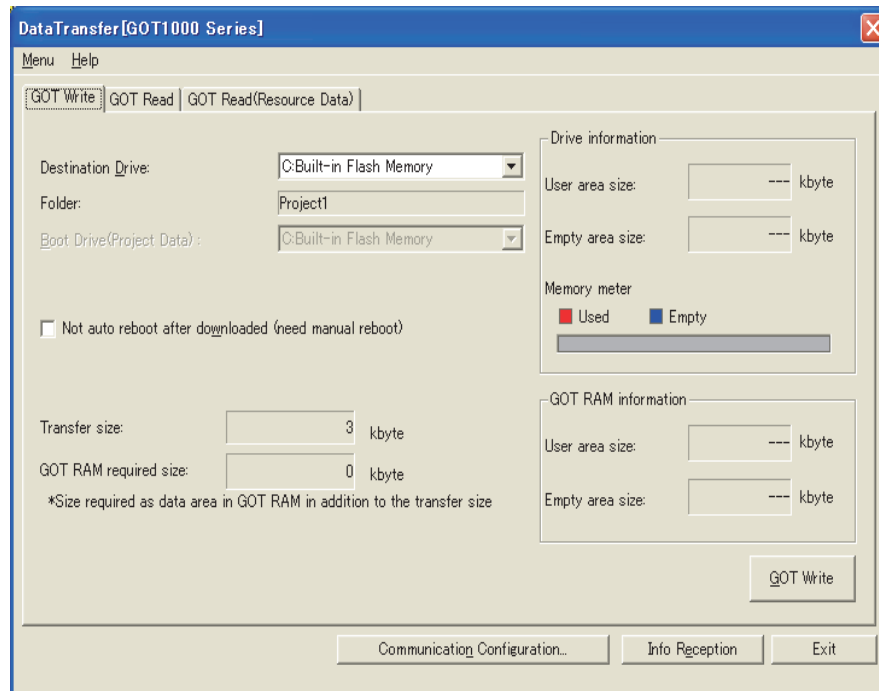 DataTransfer[GOT1000 Series]
Menu Help
GOT Write GOT Read GOT Read(Resource Data)
Destination Drive: C:Built-in Flash Memory
Folder: Project1
Boot Drive(Project Data) : C:Built-in Flash Memory
Not auto reboot after downloaded (need manual reboot)
Transfer size: 3 kbyte
GOT RAM required size: 0 kbyte
*Size required as data area in GOT RAM in addition to the transfer size
Drive information
User area size: --- kbyte
Empty area size: --- kbyte
Memory meter
Used Empty
GOT RAM information
User area size: --- kbyte
Empty area size: --- kbyte
GOT Write
Communication Configuration... Info Reception Exit